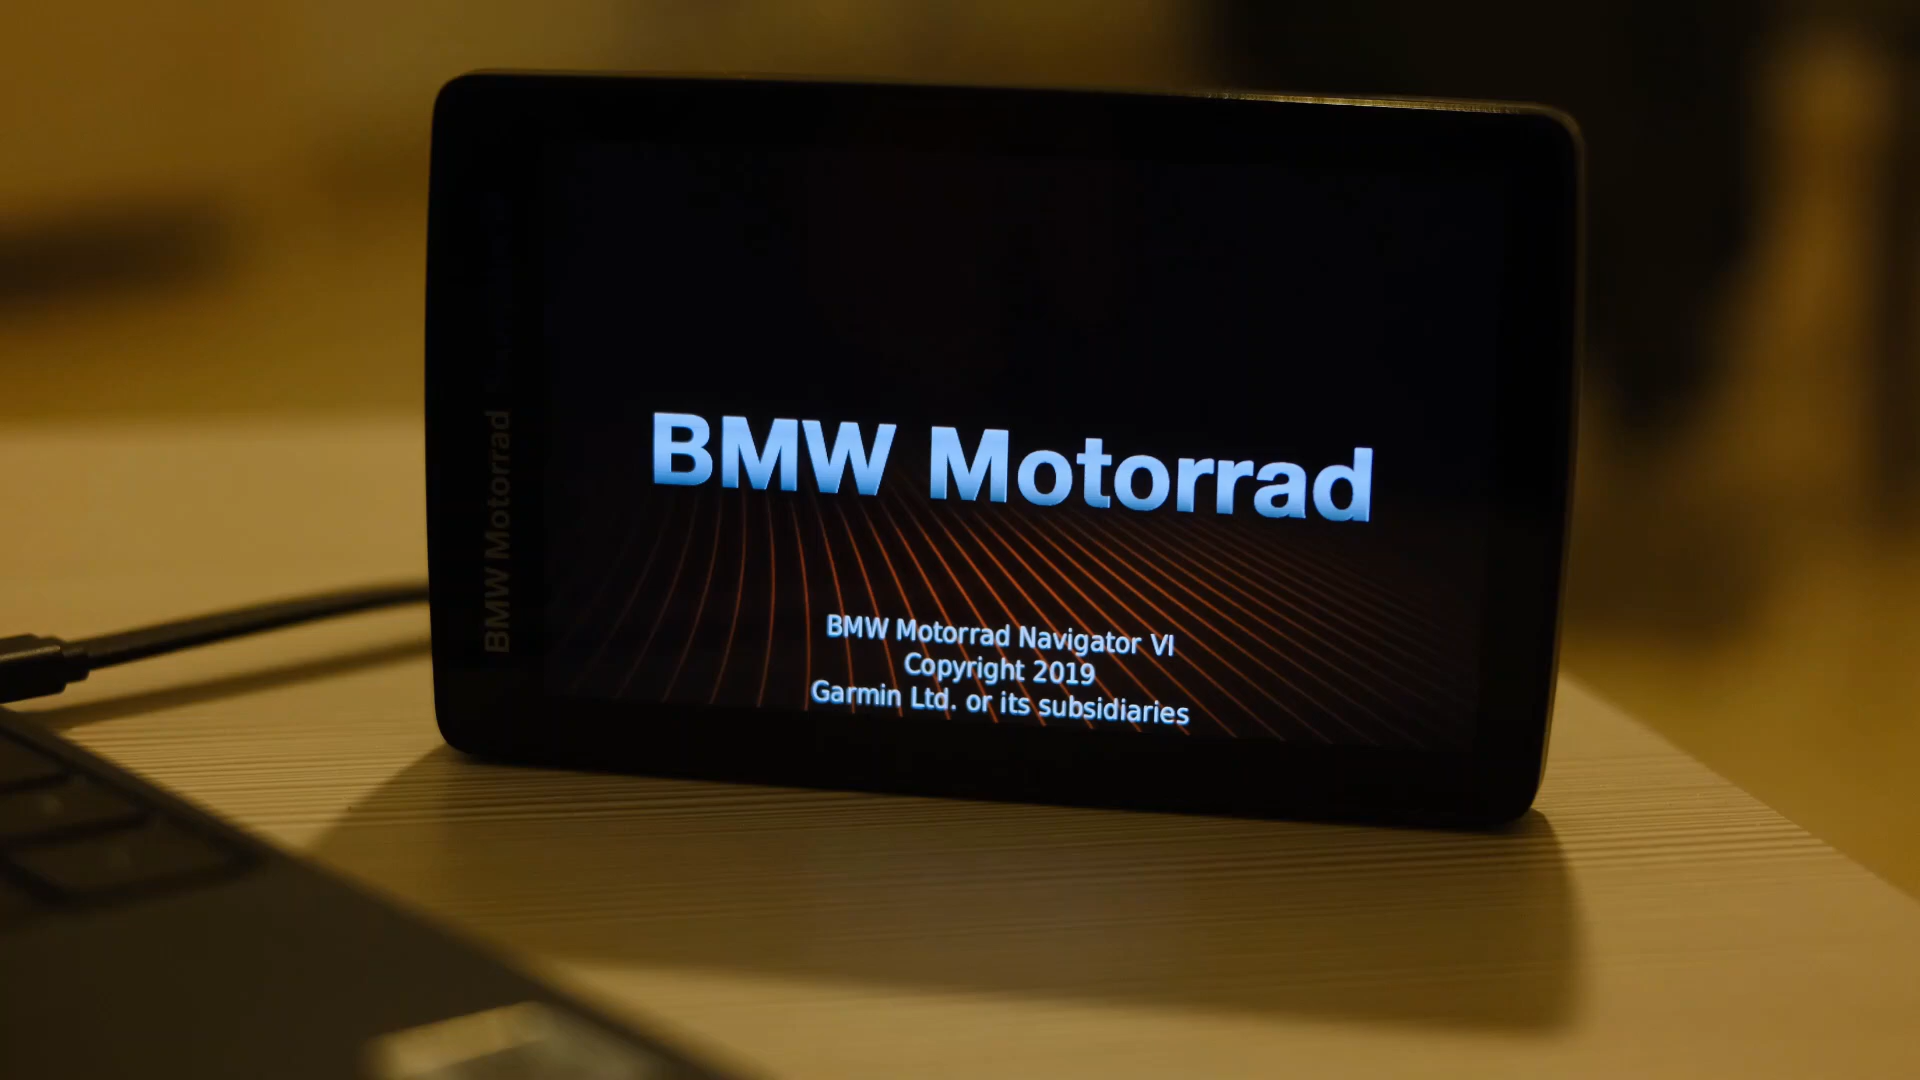 BMW Motorrad
BMW Motorrad
BMW Motorrad Navigator VI
Copyright 2019
Garmin Ltd. or its subsidiaries